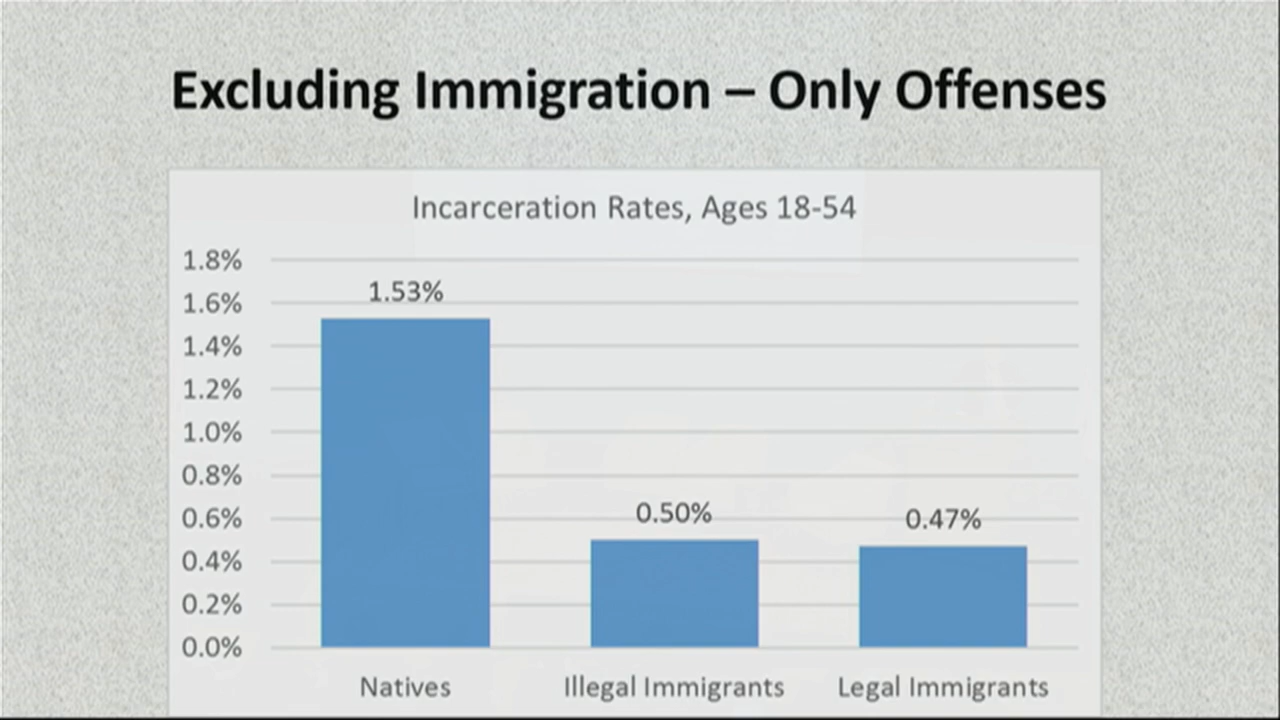 Excluding Immigration – Only Offenses
Incarceration Rates, Ages 18-54
1.8%
1.6%
1.4%
1.2%
1.0%
0.8%
0.6%
0.4%
0.2%
0.0%
1.53%
0.50%
0.47%
Natives
Illegal Immigrants
Legal Immigrants